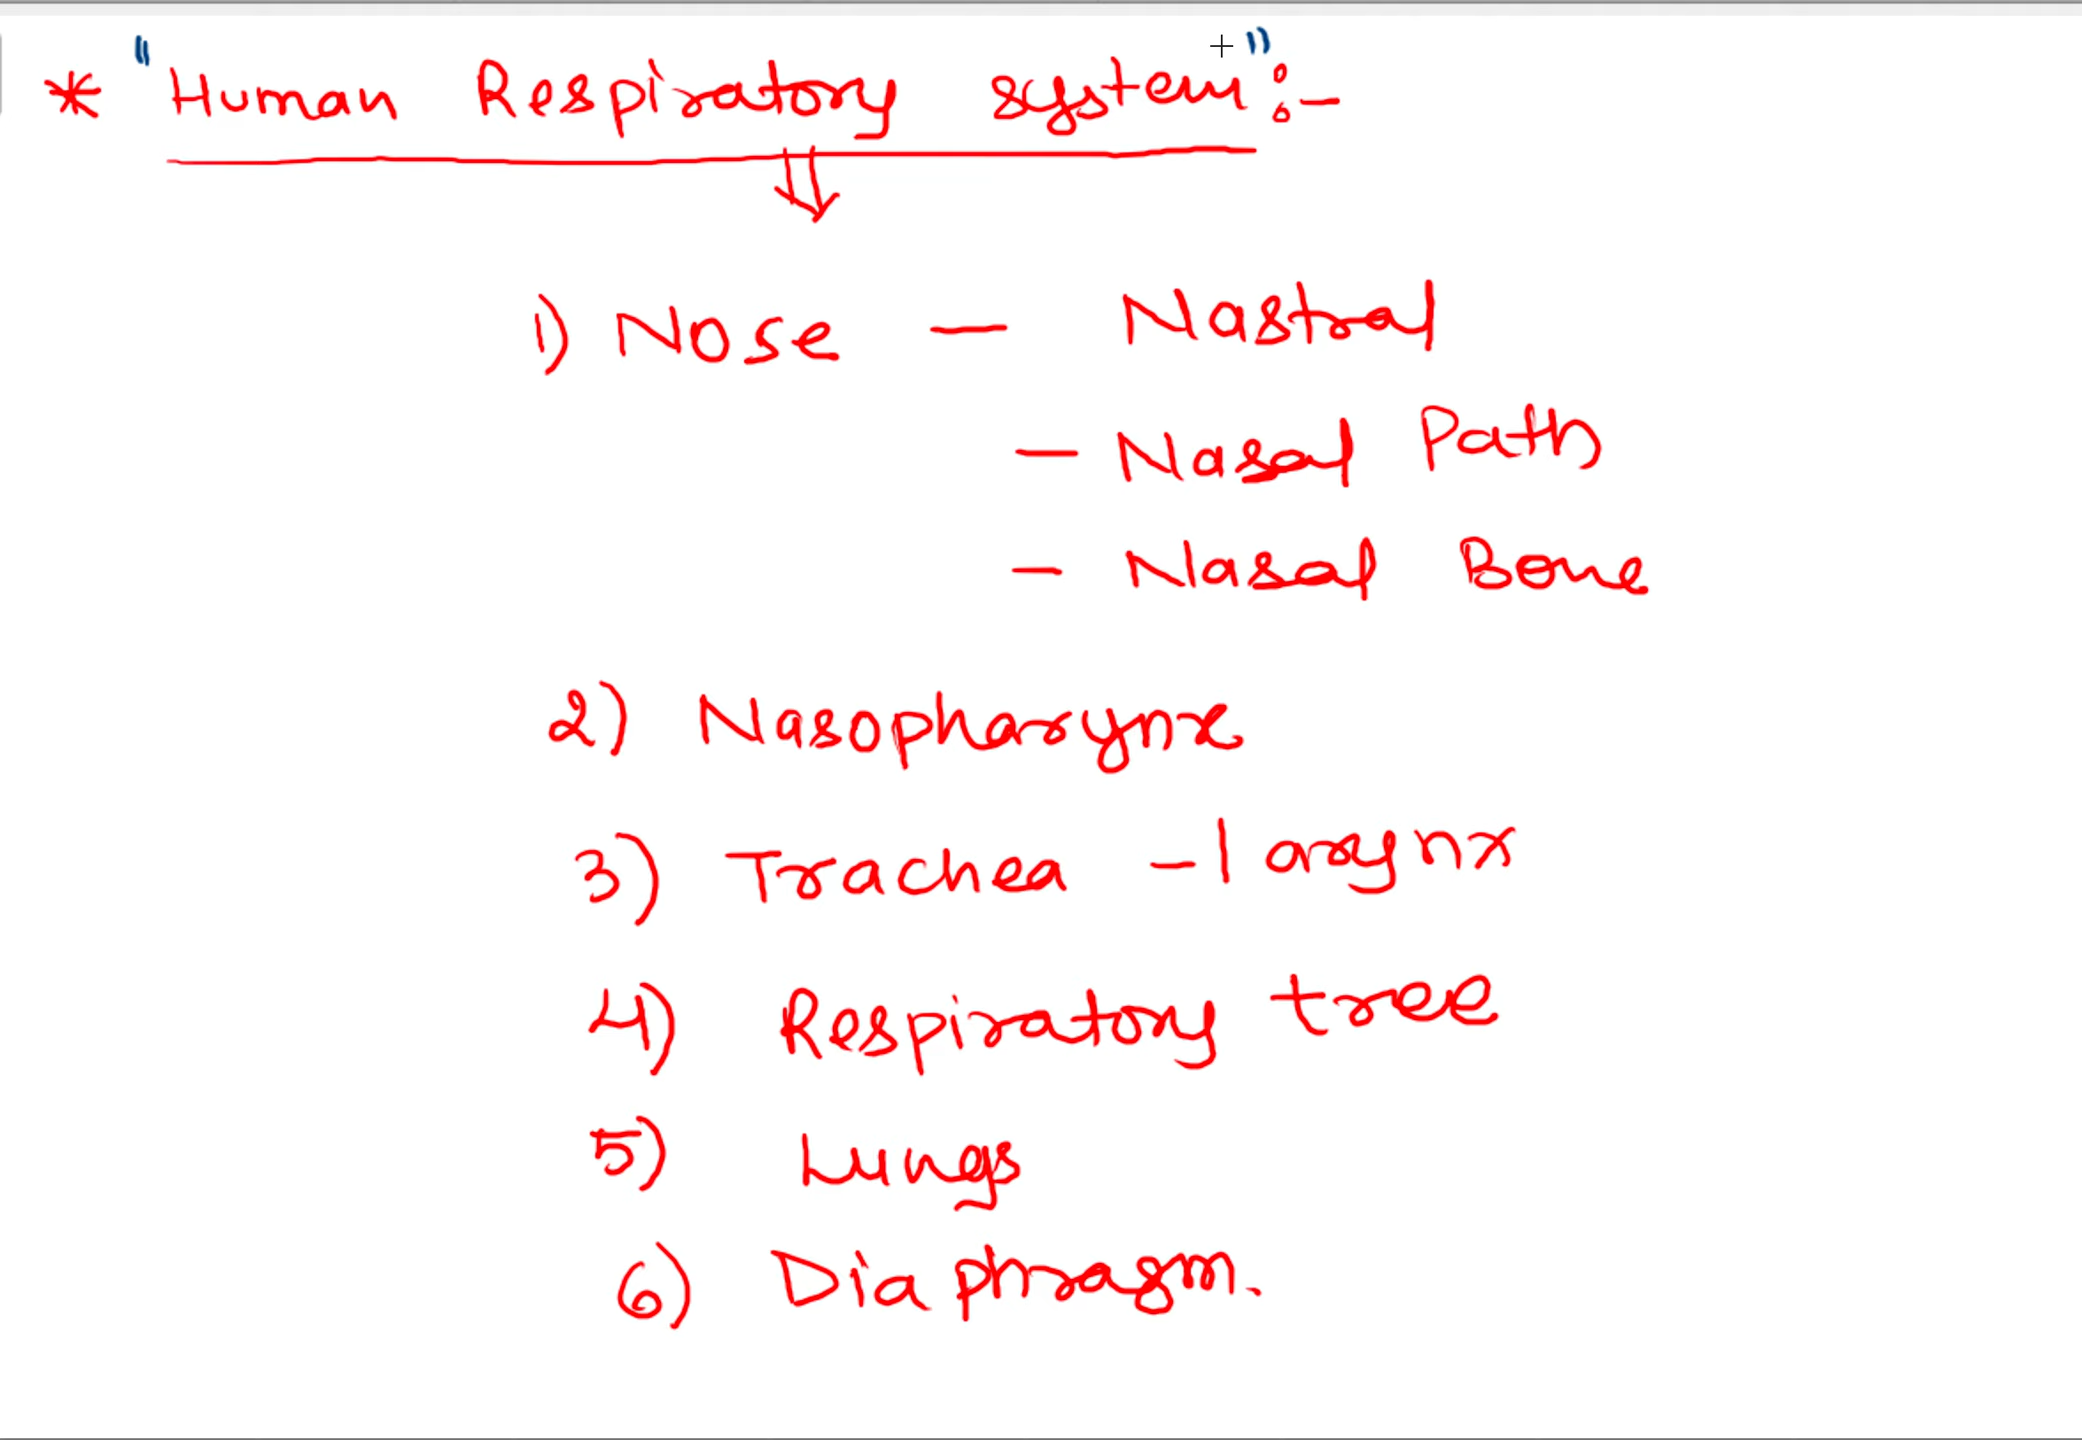 * "Human Respiratory system":-
1) Nose - Nastral
- Nasal Path
- Nasal Bone
2) Nasopharynx
3) Trachea - larynx
4) Respiratory tree
5) Lungs
6) Diaphragm.